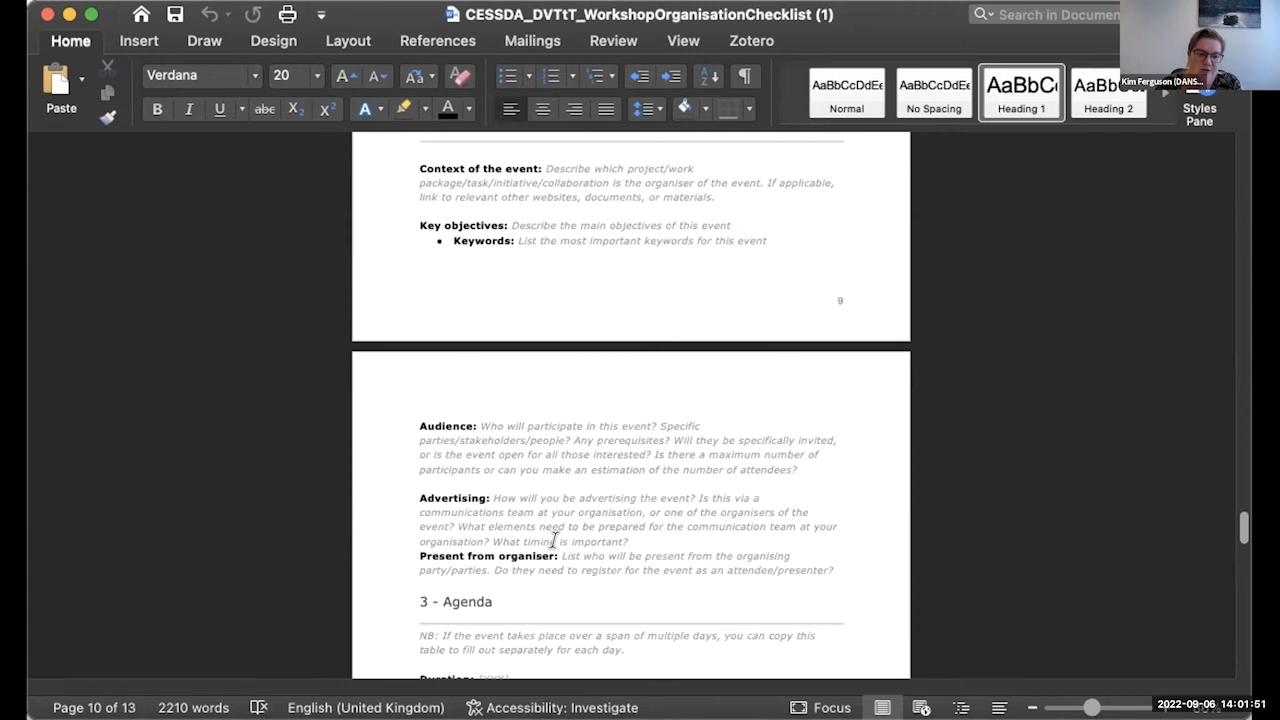 CESSDA_DVTtT_WorkshopOrganisationChecklist (1)
Search in Documen
Home Insert Draw Design Layout References Mailings Review View Zotero
Kim Ferguson (DANS...
Paste
Verdana 20
AaBbCcDdEe AaBbCcDdEe AaBbC AaBbCcDdEe
Normal No Spacing Heading 1 Heading 2
Styles
Pane
Context of the event: Describe which project/work
package/task/initiative/collaboration is the organiser of the event. If applicable,
link to relevant other websites, documents, or materials.
Key objectives: Describe the main objectives of this event
• Keywords: List the most important keywords for this event
9
Audience: Who will participate in this event? Specific
parties/stakeholders/people? Any prerequisites? Will they be specifically invited,
or is the event open for all those interested? Is there a maximum number of
participants or can you make an estimation of the number of attendees?
Advertising: How will you be advertising the event? Is this via a
communications team at your organisation, or one of the organisers of the
event? What elements need to be prepared for the communication team at your
organisation? What timing is important?
Present from organiser: List who will be present from the organising
party/parties. Do they need to register for the event as an attendee/presenter?
3 - Agenda
NB: If the event takes place over a span of multiple days, you can copy this
table to fill out separately for each day.
Duration: [XXX]
Page 10 of 13 2210 words English (United Kingdom) Accessibility: Investigate Focus
2022-09-06 14:01:51